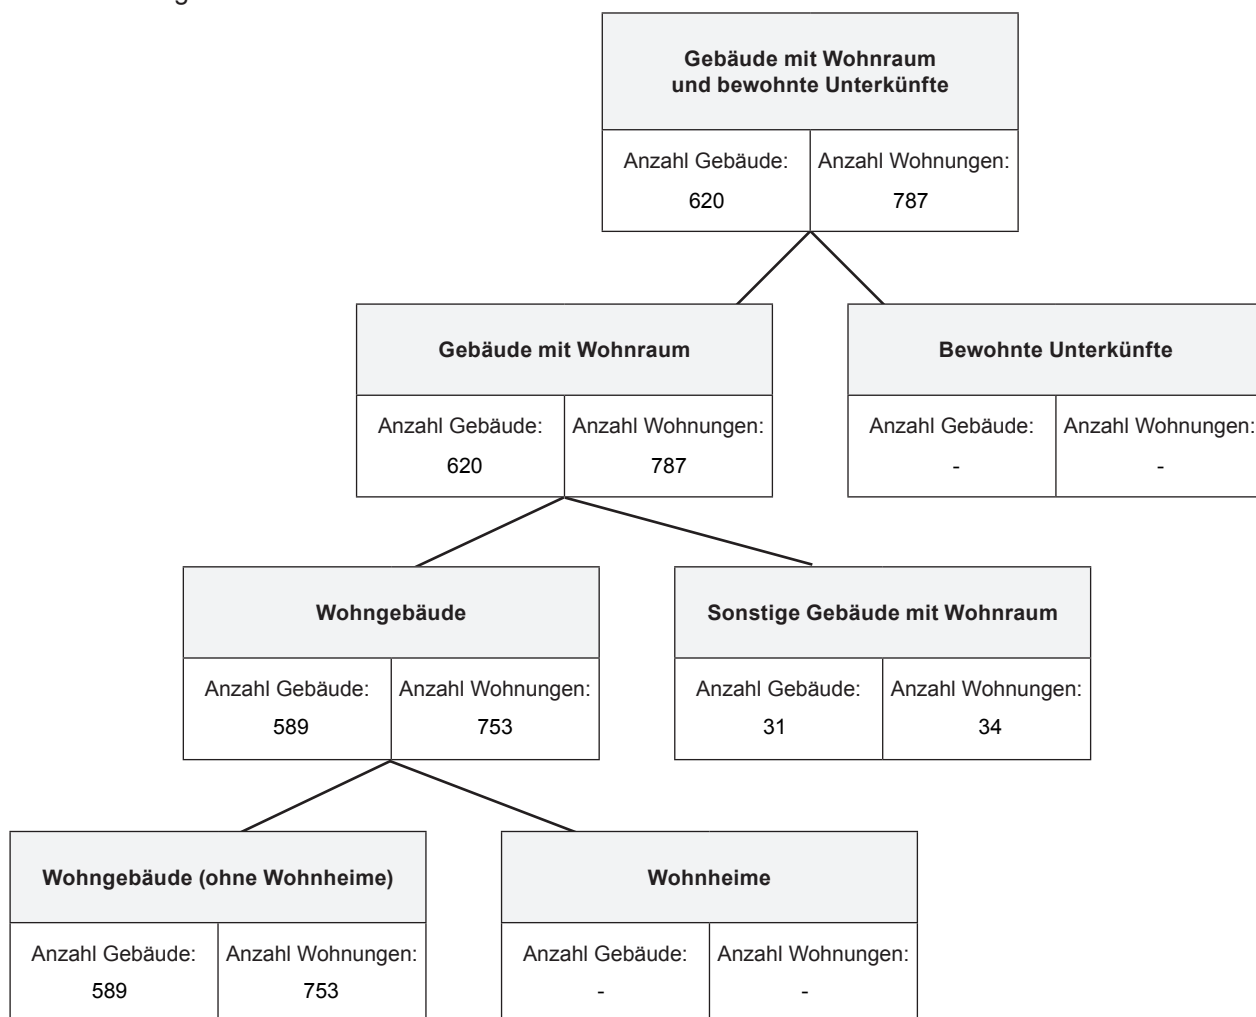 Gebäude mit Wohnraum
und bewohnte Unterkünfte
Anzahl Gebäude: Anzahl Wohnungen:
620 787
Gebäude mit Wohnraum
Anzahl Gebäude: Anzahl Wohnungen:
620 787
Bewohnte Unterkünfte
Anzahl Gebäude: Anzahl Wohnungen:
- -
Wohngebäude
Anzahl Gebäude: Anzahl Wohnungen:
589 753
Sonstige Gebäude mit Wohnraum
Anzahl Gebäude: Anzahl Wohnungen:
31 34
Wohngebäude (ohne Wohnheime)
Anzahl Gebäude: Anzahl Wohnungen:
589 753
Wohnheime
Anzahl Gebäude: Anzahl Wohnungen:
- -